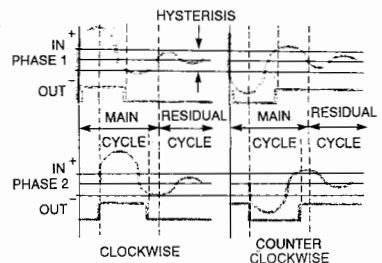 HYSTERISIS
IN +
PHASE 1
-
OUT
MAIN CYCLE
RESIDUAL CYCLE
MAIN CYCLE
RESIDUAL CYCLE
IN +
PHASE 2
-
OUT
CLOCKWISE
COUNTER
CLOCKWISE